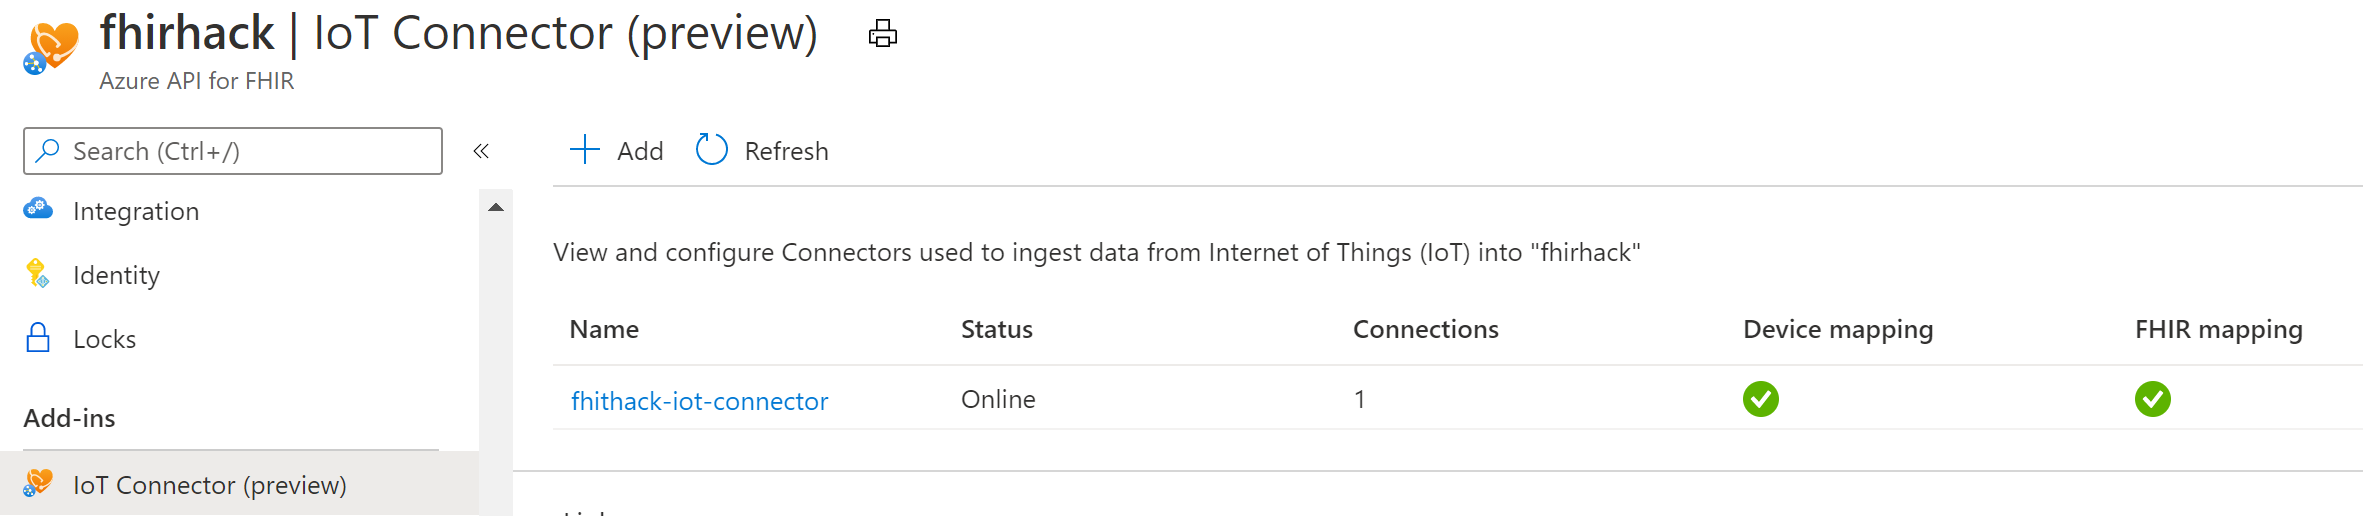 fhirhack | IoT Connector (preview)
Azure API for FHIR
Search (Ctrl+/)
«
Integration
Identity
Locks
Add-ins
IoT Connector (preview)
Add Refresh
View and configure Connectors used to ingest data from Internet of Things (IoT) into "fhirhack"
Name Status Connections Device mapping FHIR mapping
fhithack-iot-connector Online 1